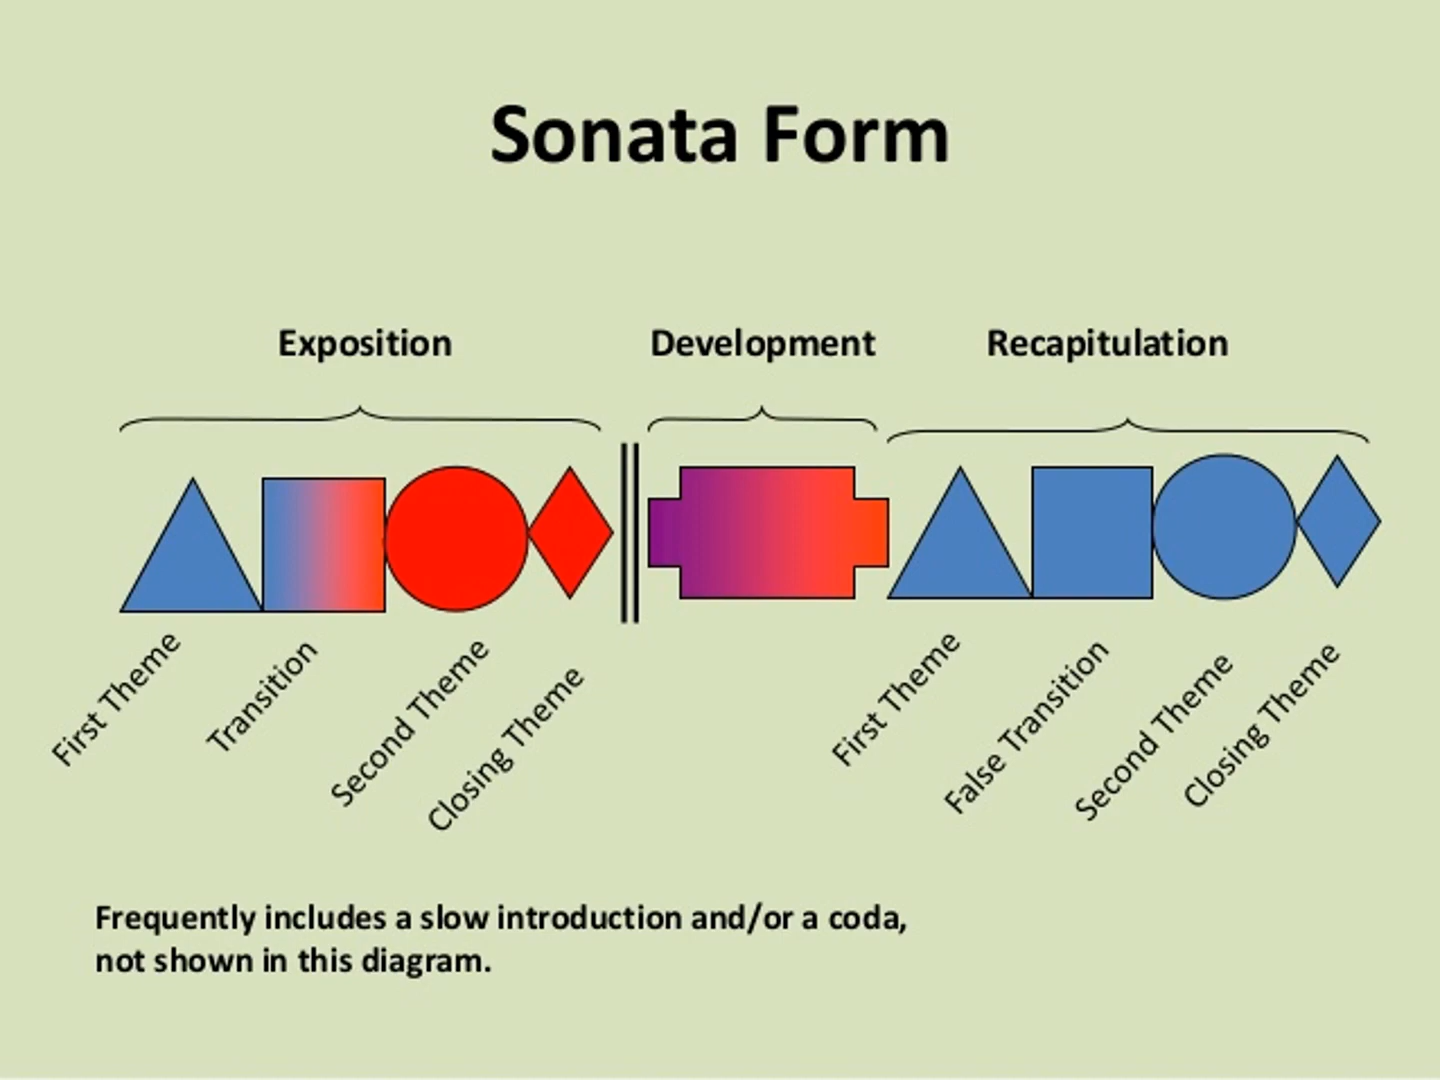 Sonata Form
Exposition
Development
Recapitulation
First Theme
Transition
Second Theme
Closing Theme
First Theme
False Transition
Second Theme
Closing Theme
Frequently includes a slow introduction and/or a coda,
not shown in this diagram.